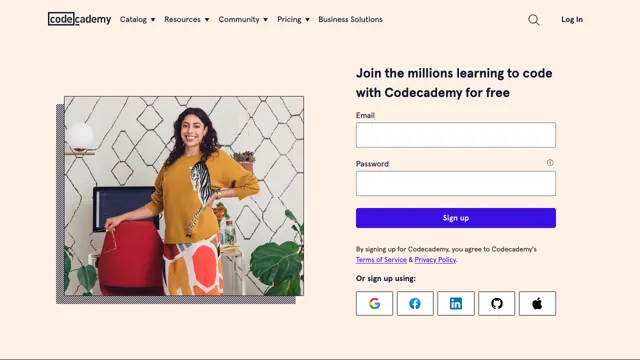 codecademy
Catalog Resources Community Pricing Business Solutions
Log In
Join the millions learning to code
with Codecademy for free
Email
Password
Sign up
By signing up for Codecademy, you agree to Codecademy's
Terms of Service & Privacy Policy.
Or sign up using: